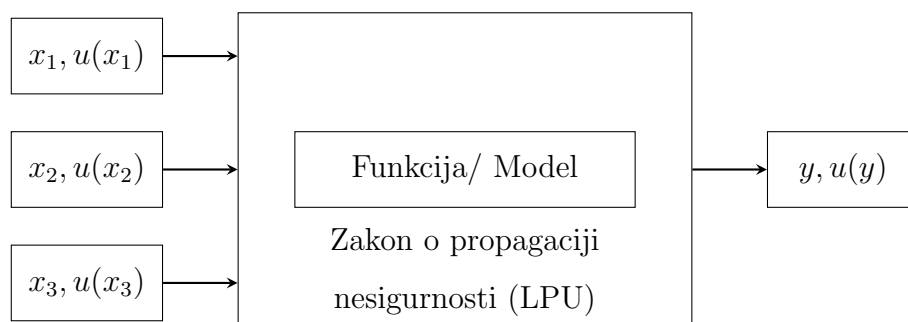 x₁, u(x₁)
x₂, u(x₂)
x₃, u(x₃)
Funkcija/ Model
Zakon o propagaciji
nesigurnosti (LPU)
y, u(y)